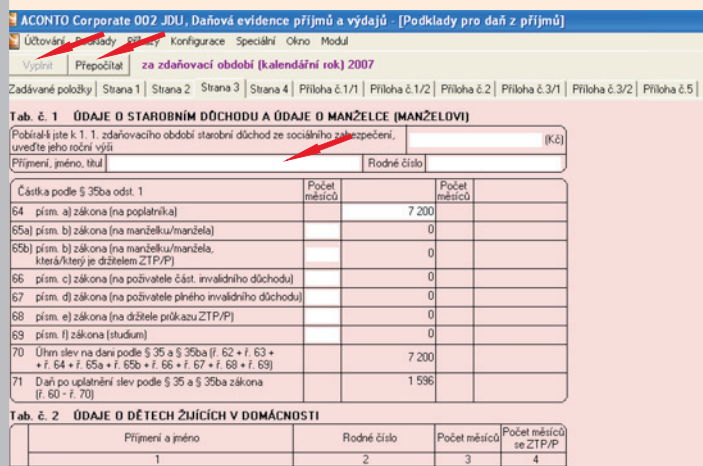 ACONTO Corporate 002 JDU, Daňová evidence příjmů a výdajů - [Podklady pro daň z příjmů]
Účtování Podklady Příkazy Konfigurace Speciální Okno Modul
Vyplnit Přepočítat za zdaňovací období (kalendářní rok) 2007
Zadávané položky Strana 1 Strana 2 Strana 3 Strana 4 Příloha č.1/1 Příloha č.1/2 Příloha č.2 Příloha č.3/1 Příloha č.3/2 Příloha č.5
Tab. č. 1 ÚDAJE O STAROBNÍM DŮCHODU A ÚDAJE O MANŽELCE (MANŽELOVI)
Pobíral-li jste k 1. 1. zdaňovacího období starobní důchod ze sociálního zabezpečení,
uveďte jeho roční výši (Kč)
Příjmení, jméno, titul Rodné číslo
Částka podle § 35ba odst. 1 Počet měsíců Počet měsíců
64 písm. a) zákona (na poplatníka) 7 200
65a) písm. b) zákona (na manželku/manžela) 0
65b) písm. b) zákona (na manželku/manžela,
která/který je držitelem ZTP/P) 0
66 písm. c) zákona (na poživatele část. invalidního důchodu) 0
67 písm. d) zákona (na poživatele plného invalidního důchodu) 0
68 písm. e) zákona (na držitele průkazu ZTP/P) 0
69 písm. f) zákona (studium) 0
70 Úhrn slev na dani podle § 35 a § 35ba (ř. 62 + ř. 63 +
+ ř. 64 + ř. 65a + ř. 65b + ř. 66 + ř. 67 + ř. 68 + ř. 69) 7 200
71 Daň po uplatnění slev podle § 35 a § 35ba zákona
(ř. 60 - ř. 70) 1 596
Tab. č. 2 ÚDAJE O DĚTECH ŽIJÍCÍCH V DOMÁCNOSTI
Příjmení a jméno Rodné číslo Počet měsíců Počet měsíců se ZTP/P
1 2 3 4